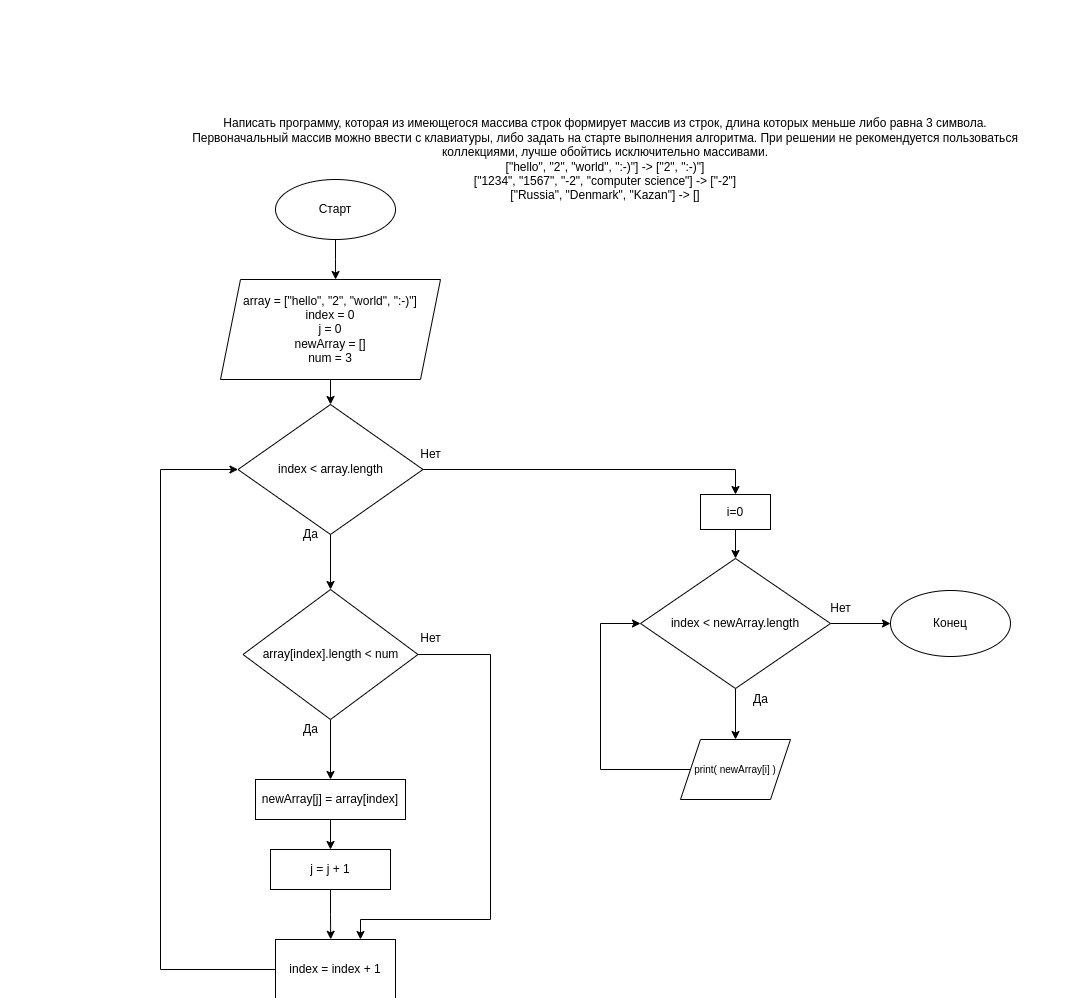 Написать программу, которая из имеющегося массива строк формирует массив из строк, длина которых меньше либо равна 3 символа.
Первоначальный массив можно ввести с клавиатуры, либо задать на старте выполнения алгоритма. При решении не рекомендуется пользоваться
коллекциями, лучше обойтись исключительно массивами.
["hello", "2", "world", ":-)"] -> ["2", ":-)"]
["1234", "1567", "-2", "computer science"] -> ["-2"]
["Russia", "Denmark", "Kazan"] -> []
Старт
array = ["hello", "2", "world", ":-)"]
index = 0
j = 0
newArray = []
num = 3
index < array.length
Нет
Да
array[index].length < num
Нет
Да
newArray[j] = array[index]
j = j + 1
index = index + 1
i=0
index < newArray.length
Нет
Конец
Да
print( newArray[i] )